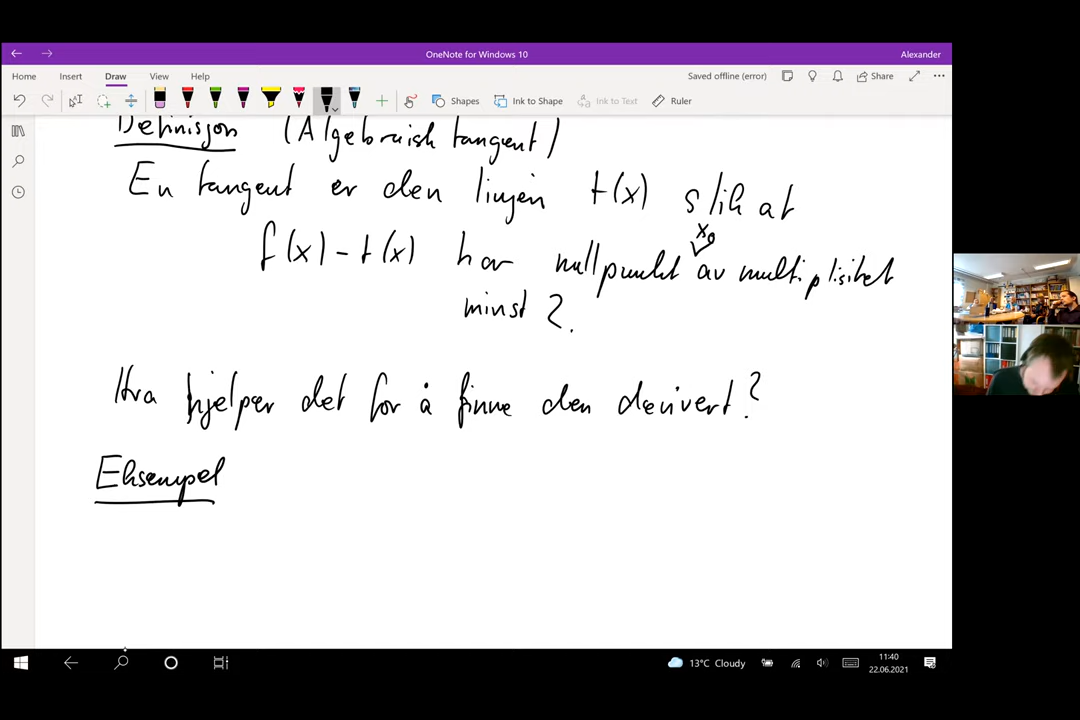 OneNote for Windows 10
Alexander
Home Insert Draw View Help
Saved offline (error)
Share
Shapes Ink to Shape Ink to Text Ruler
Definisjon (Algebraisk tangent)
En tangent er den linjen t(x) slik at
x₀
f(x) - t(x) har nullpunkt av multiplisitet
minst 2.
Hva hjelper det for å finne den derivert?
Eksempel
13°C Cloudy
11:40
22.06.2021